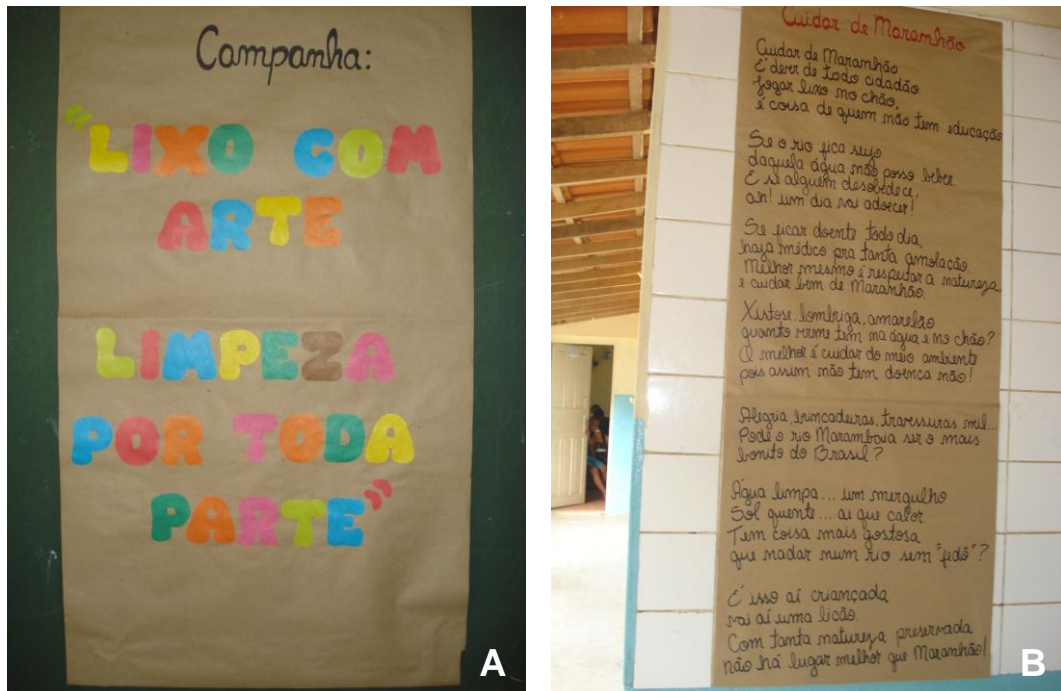 Campanha:
"LIXO COM
ARTE
LIMPEZA
POR TODA
PARTE"
A
Cuidar de Maranhão
Cuidar de Maranhão
É dever de todo cidadão.
Jogar lixo no chão,
é coisa de quem não tem educação
Se o rio fica sujo
daquela água não posso beber.
E se alguém desobedece,
ah! um dia vai adoecer!
Se ficar doente todo dia,
haja médico pra tanta amolação.
Melhor mesmo é respeitar a natureza
e cuidar bem de Maranhão.
Xistose, lombriga, amarelão
quanto verme tem na água e no chão?
O melhor é cuidar do meio ambiente
pois assim não tem doença não!
Alegria, brincadeiras, travessuras mil...
Pode o rio Marambaia ser o mais
bonito do Brasil?
Água limpa... um mergulho
Sol quente... ai que calor
Tem coisa mais gostosa
que nadar num rio sem "fedô"?
É isso aí criançada
vai aí uma lição.
Com tanta natureza preservada
não há lugar melhor que Maranhão!
B